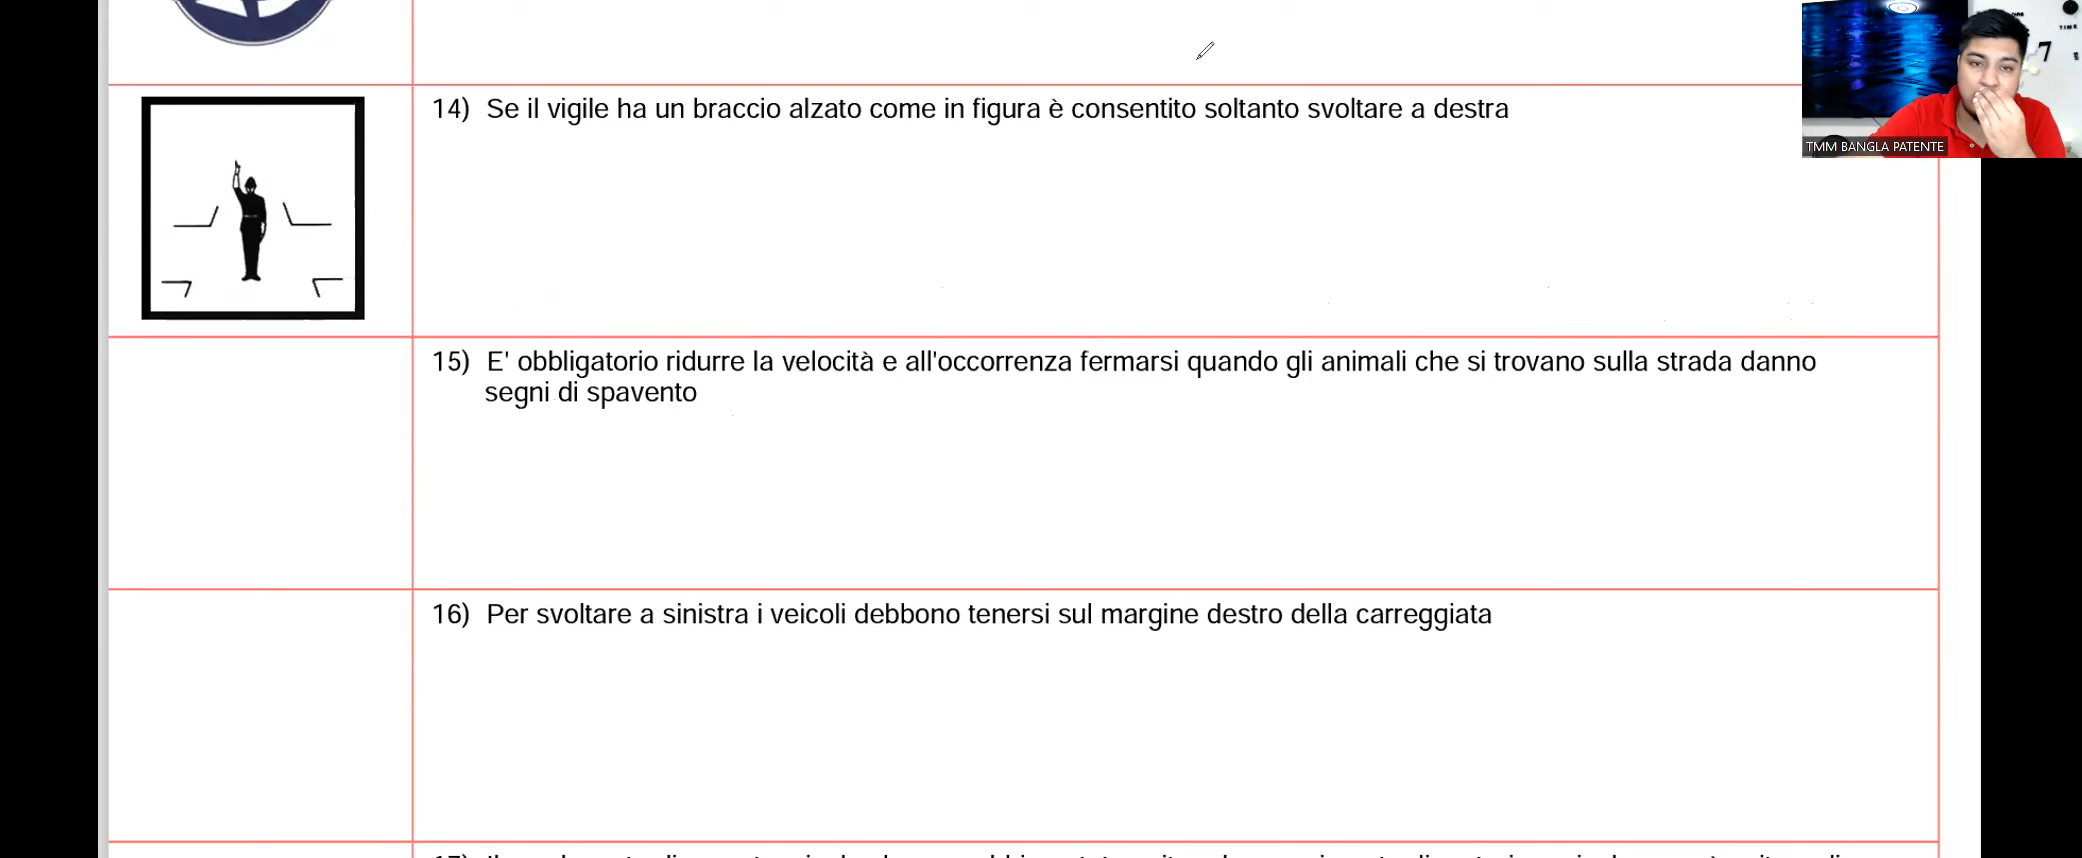 14) Se il vigile ha un braccio alzato come in figura è consentito soltanto svoltare a destra
TMM BANGLA PATENTE
TIME
7
15) E' obbligatorio ridurre la velocità e all'occorrenza fermarsi quando gli animali che si trovano sulla strada danno
segni di spavento
16) Per svoltare a sinistra i veicoli debbono tenersi sul margine destro della carreggiata